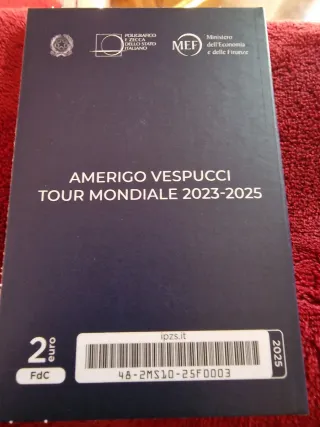 POLIGRAFICO
E ZECCA
DELLO STATO
ITALIANO
MEF
Ministero
dell'Economia
e delle Finanze
AMERIGO VESPUCCI
TOUR MONDIALE 2023-2025
2 euro
FdC
ipzs.it
48-2MS10-25F0003
2025